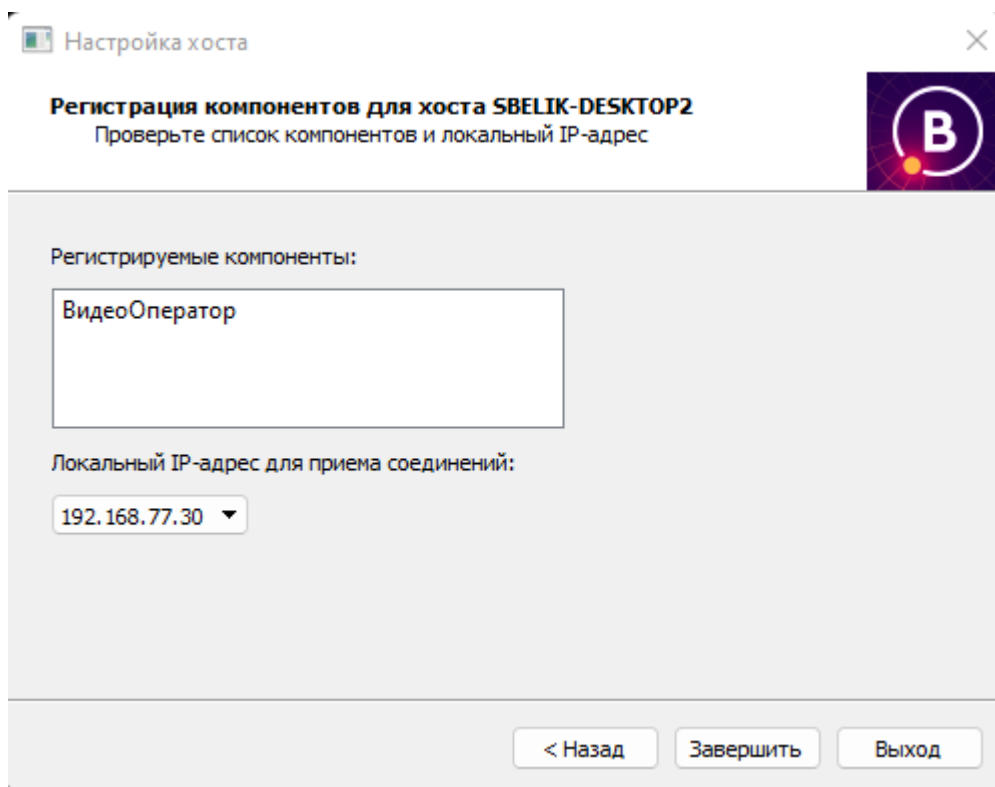 Настройка хоста
Регистрация компонентов для хоста SBELIK-DESKTOP2
Проверьте список компонентов и локальный IP-адрес
B
Регистрируемые компоненты:
ВидеоОператор
Локальный IP-адрес для приема соединений:
192.168.77.30
< Назад Завершить Выход